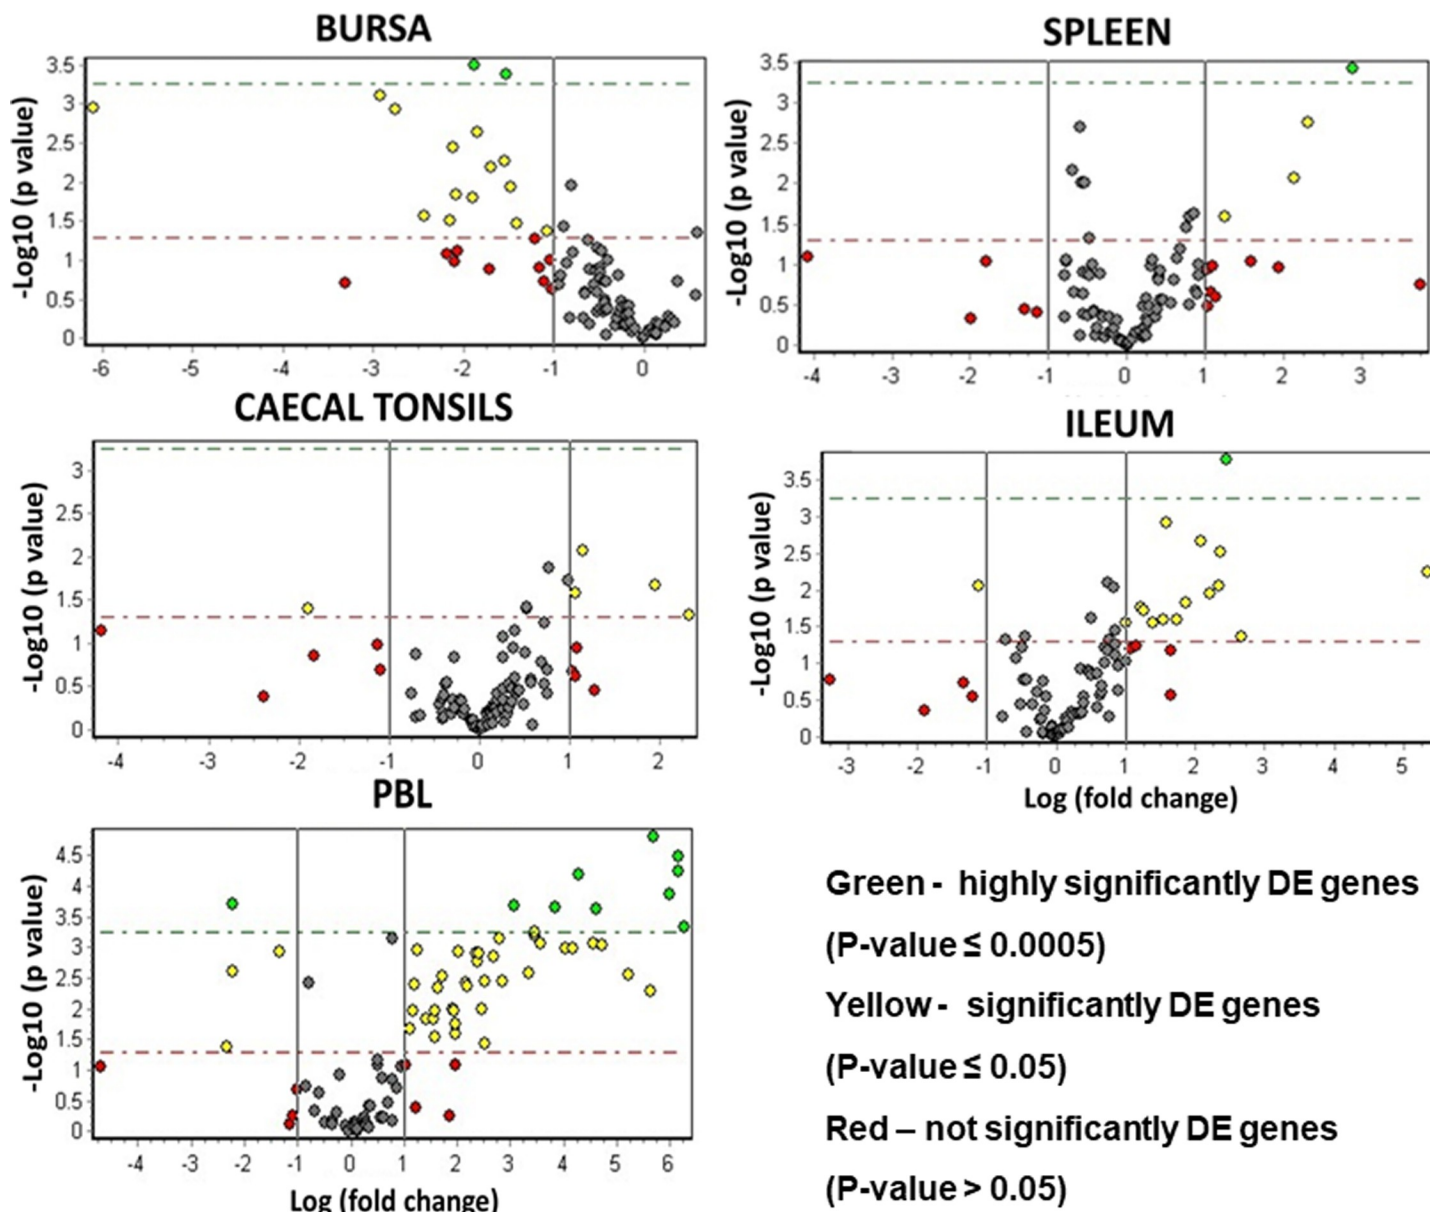 BURSA
-Log10 (p value)
3.5
3
2.5
2
1.5
1
0.5
0
-6 -5 -4 -3 -2 -1 0
SPLEEN
-Log10 (p value)
3.5
3
2.5
2
1.5
1
0.5
0
-4 -3 -2 -1 0 1 2 3
CAECAL TONSILS
-Log10 (p value)
3
2.5
2
1.5
1
0.5
0
-4 -3 -2 -1 0 1 2
ILEUM
-Log10 (p value)
3.5
3
2.5
2
1.5
1
0.5
0
-3 -2 -1 0 1 2 3 4 5
Log (fold change)
PBL
-Log10 (p value)
4.5
4
3.5
3
2.5
2
1.5
1
0.5
0
-4 -3 -2 -1 0 1 2 3 4 5 6
Log (fold change)
Green - highly significantly DE genes
(P-value ≤ 0.0005)
Yellow - significantly DE genes
(P-value ≤ 0.05)
Red – not significantly DE genes
(P-value > 0.05)